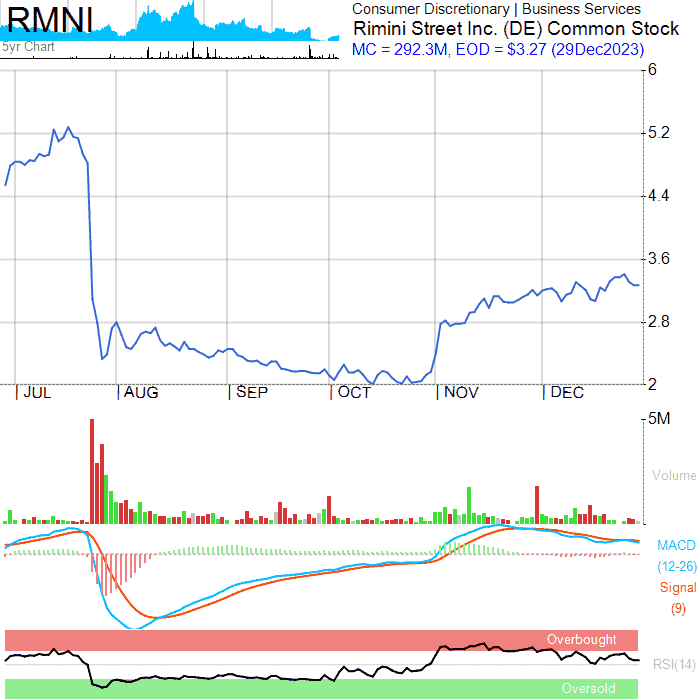 RMNI
5yr Chart
Consumer Discretionary | Business Services
Rimini Street Inc. (DE) Common Stock
MC = 292.3M, EOD = $3.27 (29Dec2023)
6
5.2
4.4
3.6
2.8
2
JUL AUG SEP OCT NOV DEC
5M
Volume
MACD
(12-26)
Signal
(9)
Overbought
RSI(14)
Oversold